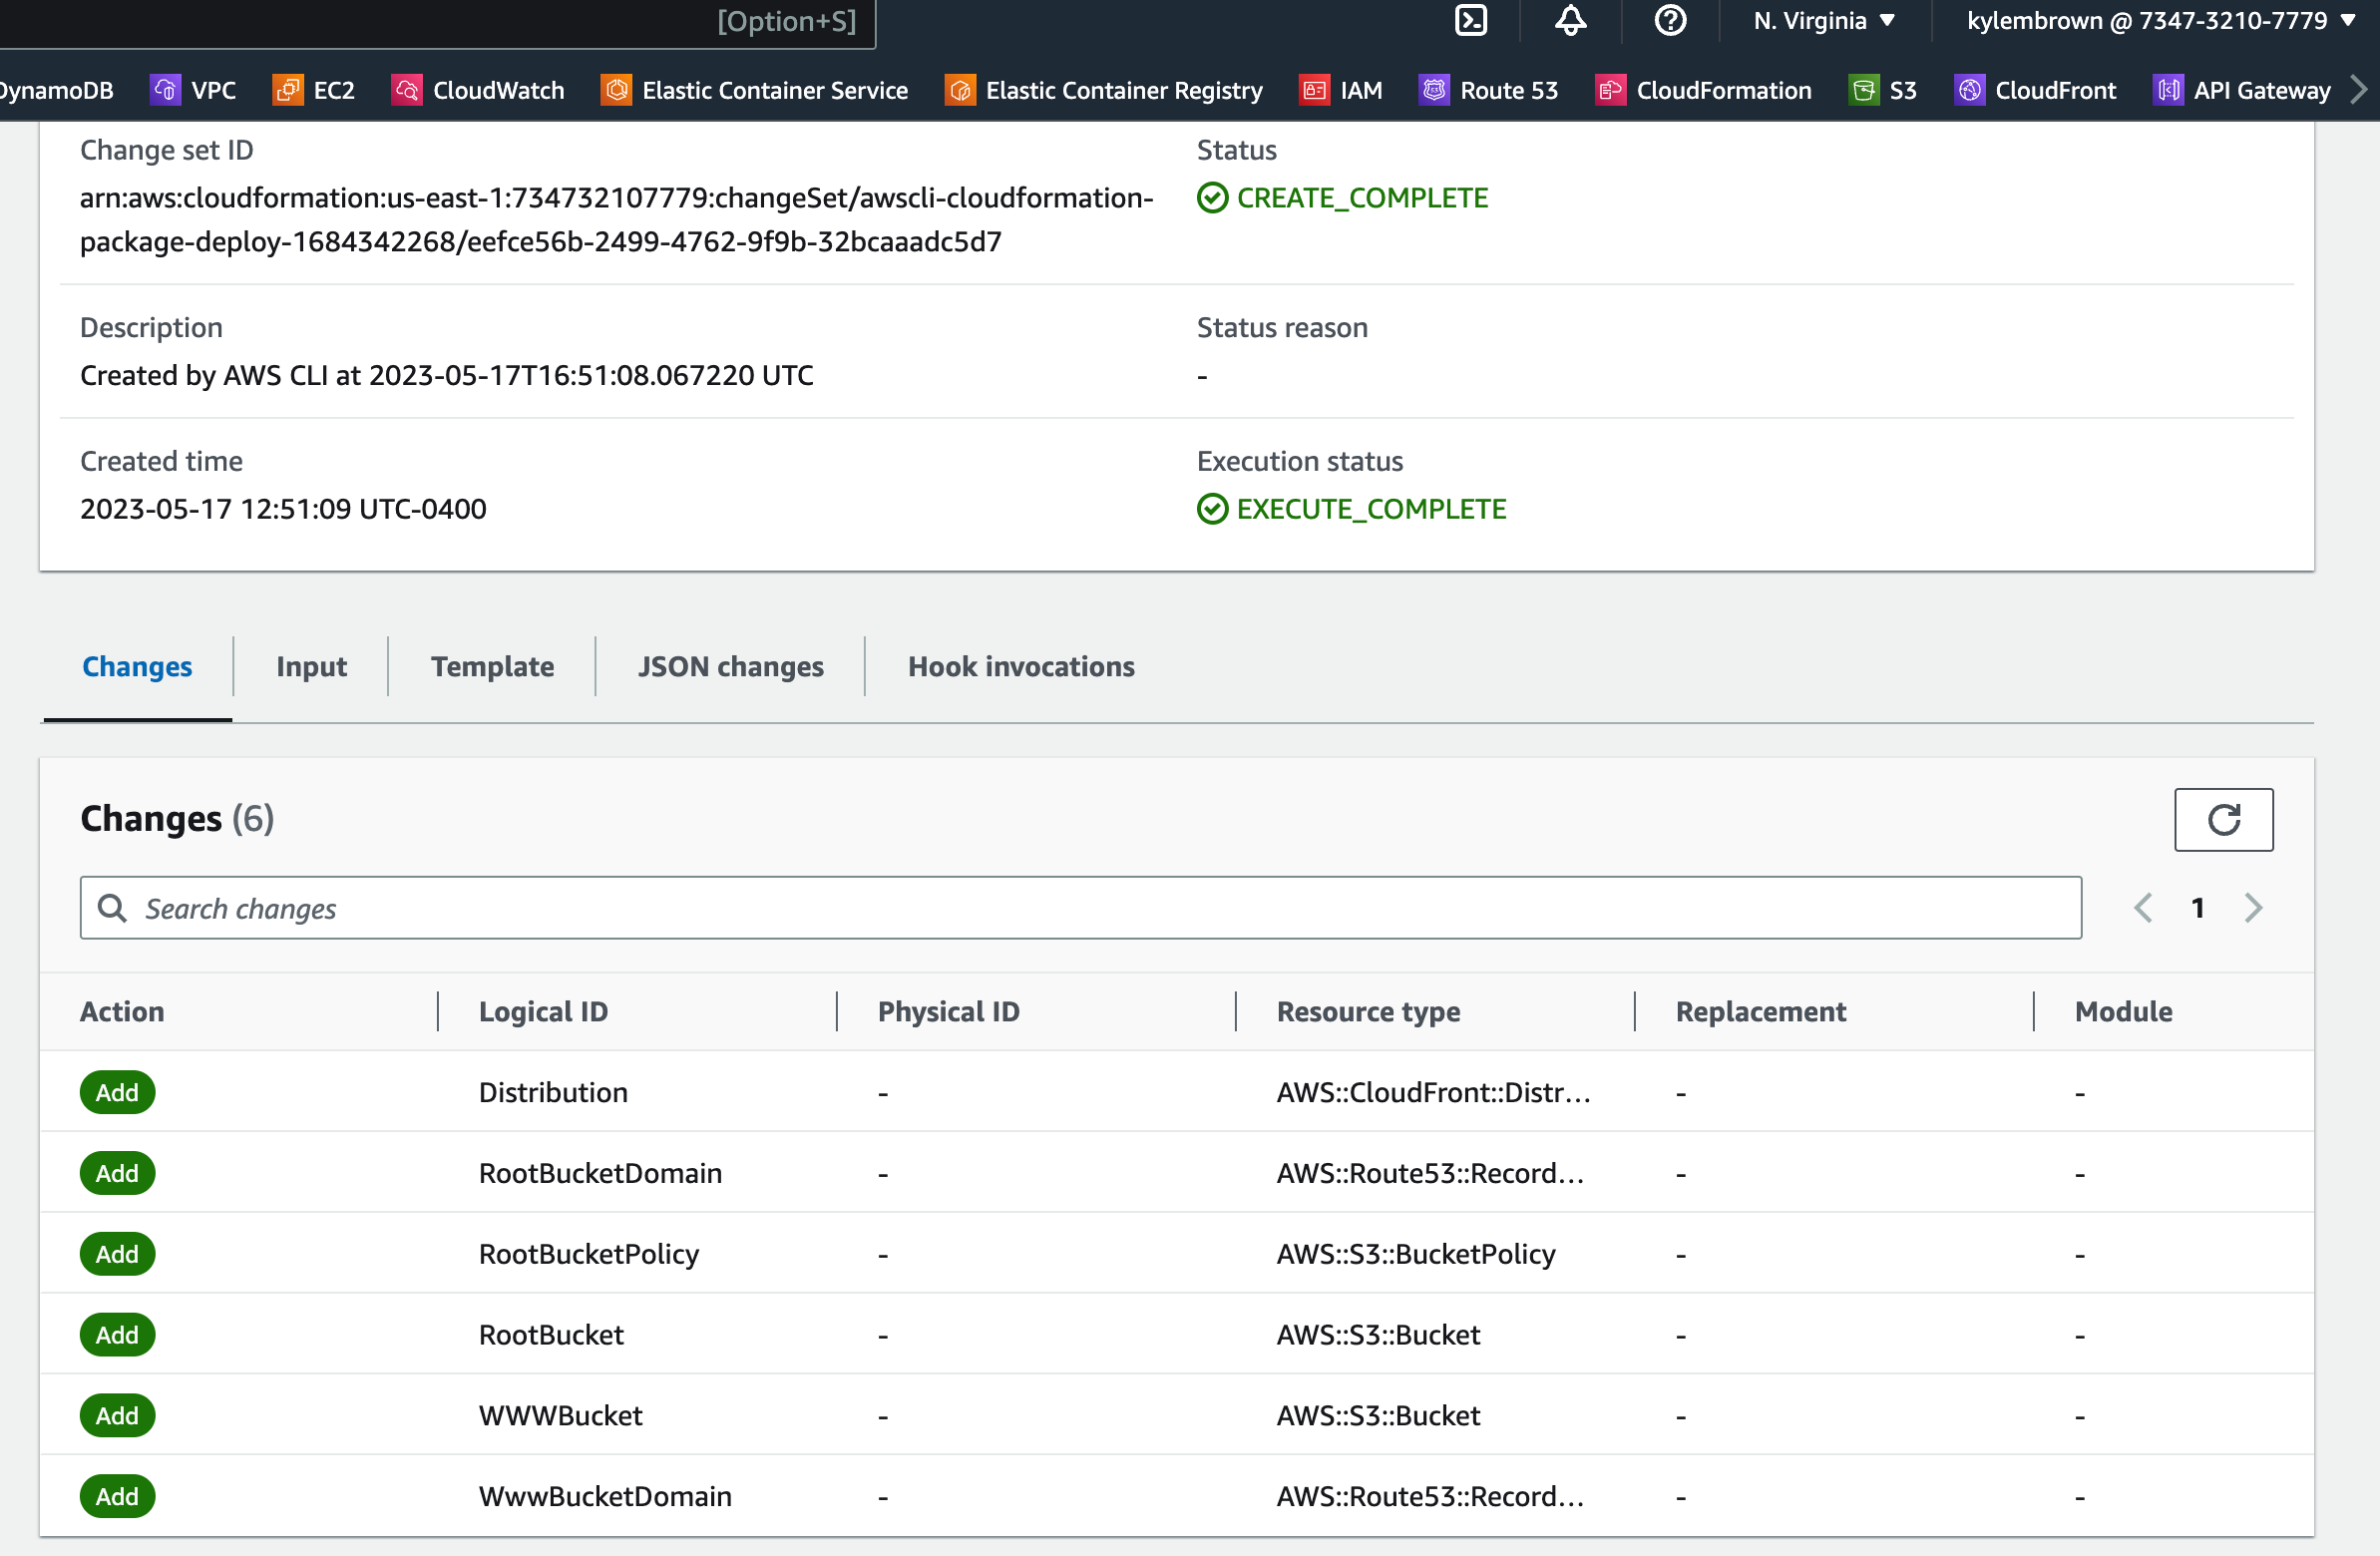 [Option+S]
N. Virginia
kylembrown @ 7347-3210-7779
DynamoDB
VPC
EC2
CloudWatch
Elastic Container Service
Elastic Container Registry
IAM
Route 53
CloudFormation
S3
CloudFront
API Gateway
Change set ID
arn:aws:cloudformation:us-east-1:734732107779:changeSet/awscli-cloudformation-
package-deploy-1684342268/eefce56b-2499-4762-9f9b-32bcaaadc5d7
Status
CREATE_COMPLETE
Description
Created by AWS CLI at 2023-05-17T16:51:08.067220 UTC
Status reason
-
Created time
2023-05-17 12:51:09 UTC-0400
Execution status
EXECUTE_COMPLETE
Changes
Input
Template
JSON changes
Hook invocations
Changes (6)
Search changes
1
Action Logical ID Physical ID Resource type Replacement Module
Add Distribution - AWS::CloudFront::Distr... - -
Add RootBucketDomain - AWS::Route53::Record... - -
Add RootBucketPolicy - AWS::S3::BucketPolicy - -
Add RootBucket - AWS::S3::Bucket - -
Add WWWBucket - AWS::S3::Bucket - -
Add WwwBucketDomain - AWS::Route53::Record... - -